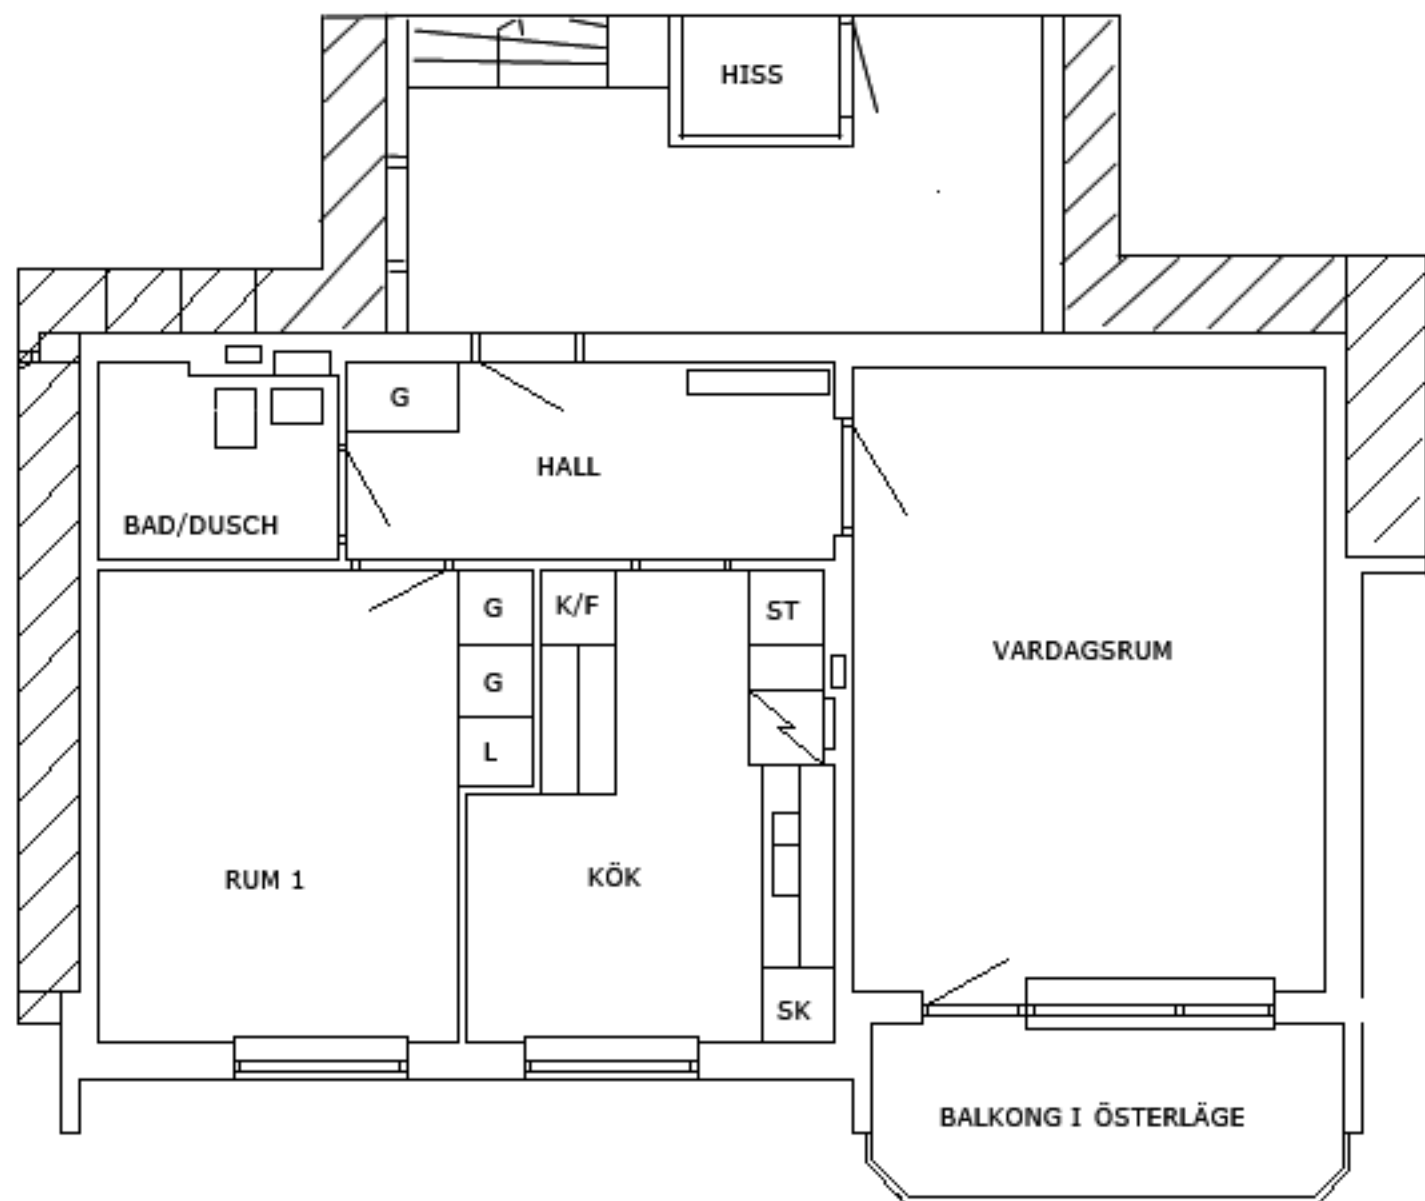 HISS
G
HALL
BAD/DUSCH
G
K/F
ST
G
VARDAGSRUM
L
RUM 1
KÖK
SK
BALKONG I ÖSTERLÄGE